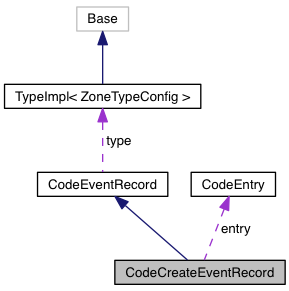 Base
TypeImpl< ZoneTypeConfig >
type
CodeEventRecord
CodeEntry
entry
CodeCreateEventRecord